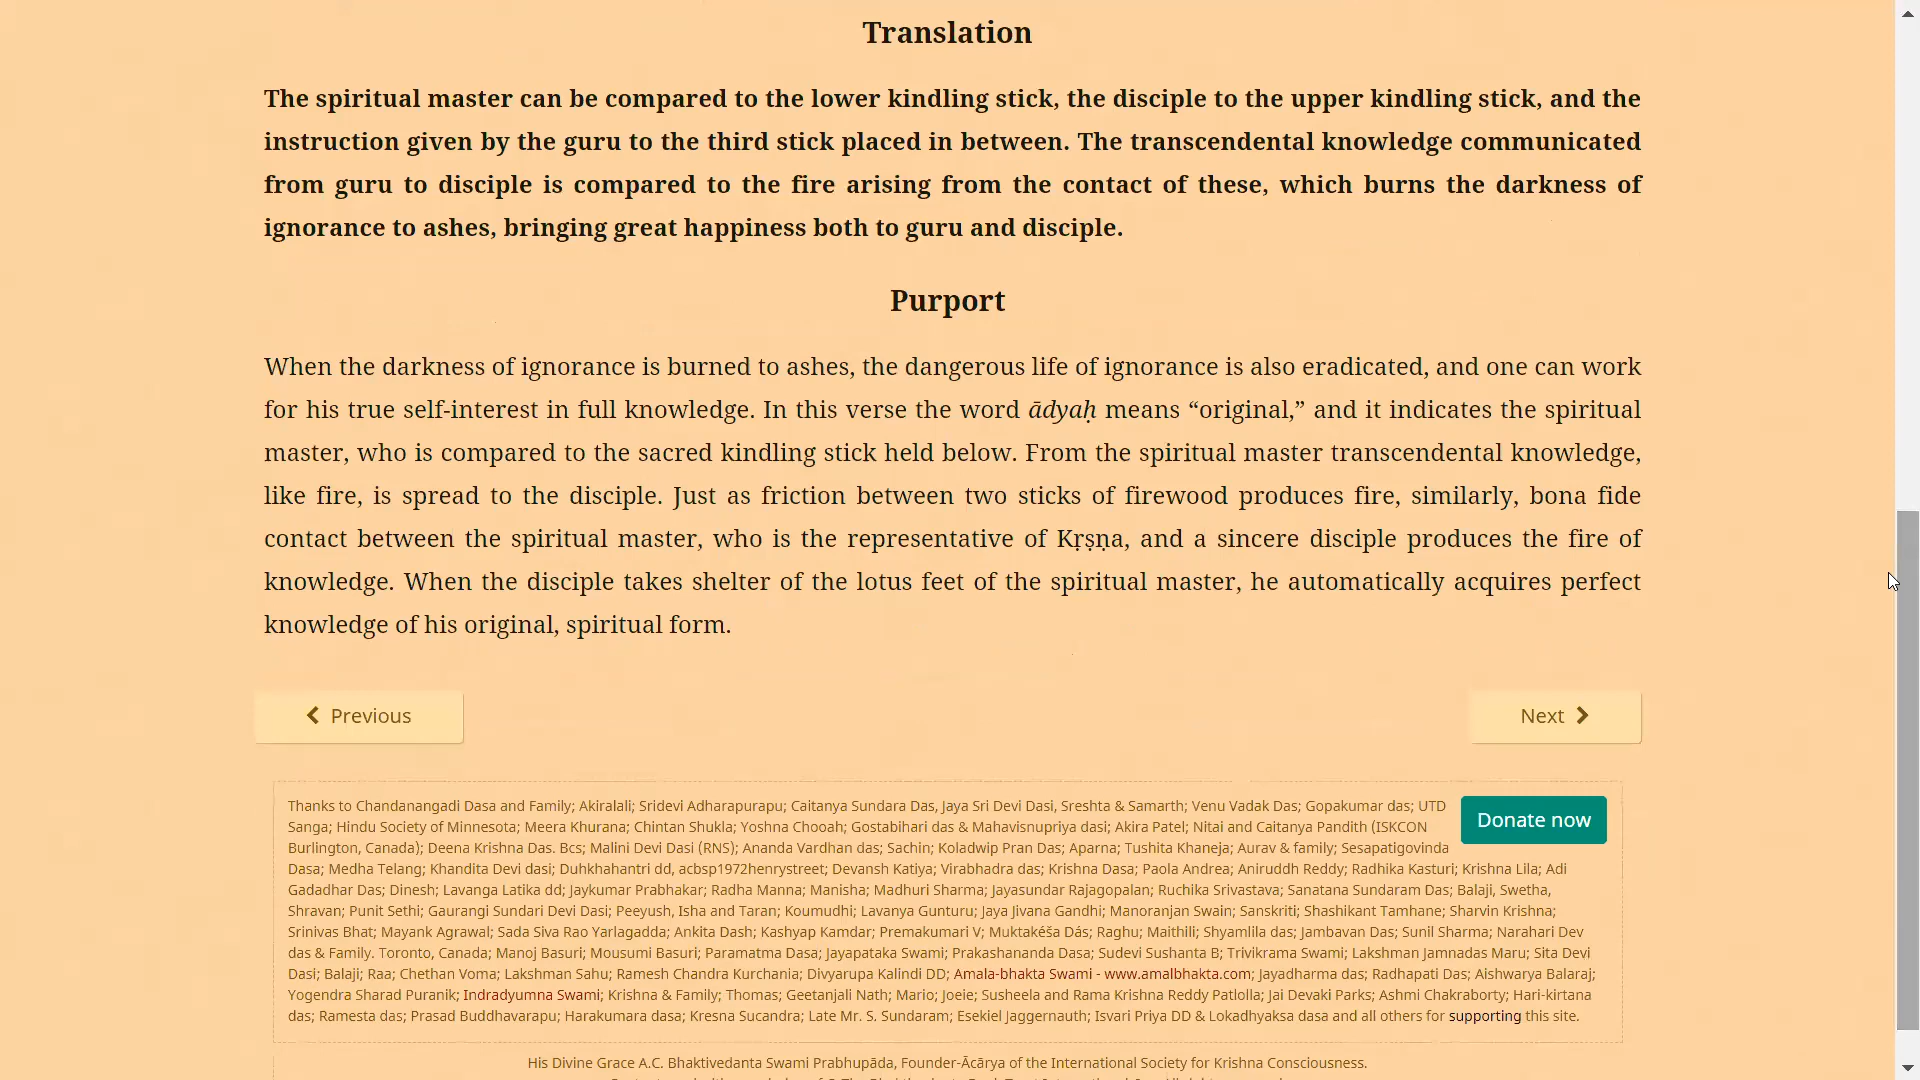 Translation
The spiritual master can be compared to the lower kindling stick, the disciple to the upper kindling stick, and the
instruction given by the guru to the third stick placed in between. The transcendental knowledge communicated
from guru to disciple is compared to the fire arising from the contact of these, which burns the darkness of
ignorance to ashes, bringing great happiness both to guru and disciple.
Purport
When the darkness of ignorance is burned to ashes, the dangerous life of ignorance is also eradicated, and one can work
for his true self-interest in full knowledge. In this verse the word ādyaḥ means “original,” and it indicates the spiritual
master, who is compared to the sacred kindling stick held below. From the spiritual master transcendental knowledge,
like fire, is spread to the disciple. Just as friction between two sticks of firewood produces fire, similarly, bona fide
contact between the spiritual master, who is the representative of Kṛṣṇa, and a sincere disciple produces the fire of
knowledge. When the disciple takes shelter of the lotus feet of the spiritual master, he automatically acquires perfect
knowledge of his original, spiritual form.
Previous
Next
Thanks to Chandanangadi Dasa and Family; Akiralali; Sridevi Adharapurapu; Caitanya Sundara Das, Jaya Sri Devi Dasi, Sreshta & Samarth; Venu Vadak Das; Gopakumar das; UTD
Donate now
Sanga; Hindu Society of Minnesota; Meera Khurana; Chintan Shukla; Yoshna Chooah; Gostabihari das & Mahavisnupriya dasi; Akira Patel; Nitai and Caitanya Pandith (ISKCON
Burlington, Canada); Deena Krishna Das. Bcs; Malini Devi Dasi (RNS); Ananda Vardhan das; Sachin; Koladwip Pran Das; Aparna; Tushita Khaneja; Aurav & family; Sesapatigovinda
Dasa; Medha Telang; Khandita Devi dasi; Duhkhahantri dd, acbsp1972henrystreet; Devansh Katiya; Virabhadra das; Krishna Dasa; Paola Andrea; Aniruddh Reddy; Radhika Kasturi; Krishna Lila; Adi
Gadadhar Das; Dinesh; Lavanga Latika dd; Jaykumar Prabhakar; Radha Manna; Manisha; Madhuri Sharma; Jayasundar Rajagopalan; Ruchika Srivastava; Sanatana Sundaram Das; Balaji, Swetha,
Shravan; Punit Sethi; Gaurangi Sundari Devi Dasi; Peeyush, Isha and Taran; Koumudhi; Lavanya Gunturu; Jaya Jivana Gandhi; Manoranjan Swain; Sanskriti; Shashikant Tamhane; Sharvin Krishna;
Srinivas Bhat; Mayank Agrawal; Sada Siva Rao Yarlagadda; Ankita Dash; Kashyap Kamdar; Premakumari V; Muktakéša Dás; Raghu; Maithili; Shyamlila das; Jambavan Das; Sunil Sharma; Narahari Dev
das & Family. Toronto, Canada; Manoj Basuri; Mousumi Basuri; Paramatma Dasa; Jayapataka Swami; Prakashananda Dasa; Sudevi Sushanta B; Trivikrama Swami; Lakshman Jamnadas Maru; Sita Devi
Dasi; Balaji; Raa; Chethan Voma; Lakshman Sahu; Ramesh Chandra Kurchania; Divyarupa Kalindi DD; Amala-bhakta Swami - www.amalbhakta.com; Jayadharma das; Radhapati Das; Aishwarya Balaraj;
Yogendra Sharad Puranik; Indradyumna Swami; Krishna & Family; Thomas; Geetanjali Nath; Mario; Joeie; Susheela and Rama Krishna Reddy Patlolla; Jai Devaki Parks; Ashmi Chakraborty; Hari-kirtana
das; Ramesta das; Prasad Buddhavarapu; Harakumara dasa; Kresna Sucandra; Late Mr. S. Sundaram; Esekiel Jaggernauth; Isvari Priya DD & Lokadhyaksa dasa and all others for supporting this site.
His Divine Grace A.C. Bhaktivedanta Swami Prabhupāda, Founder-Ācārya of the International Society for Krishna Consciousness.